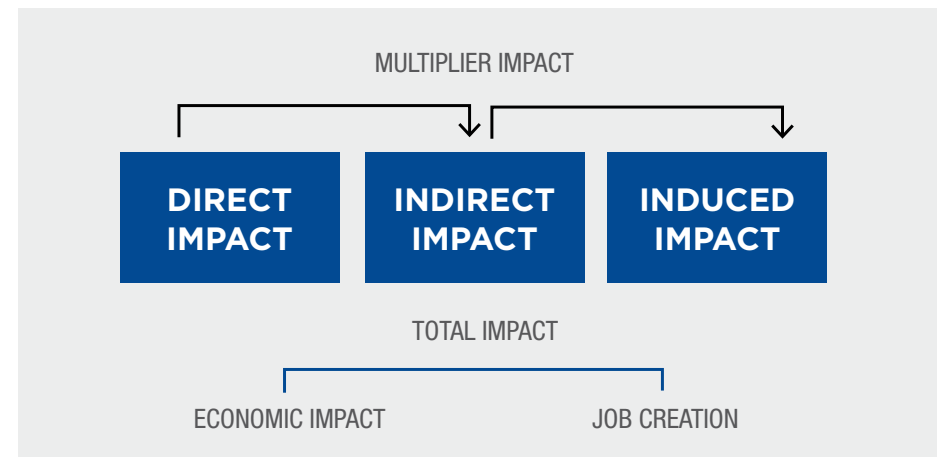 MULTIPLIER IMPACT
DIRECT
IMPACT
INDIRECT
IMPACT
INDUCED
IMPACT
TOTAL IMPACT
ECONOMIC IMPACT
JOB CREATION